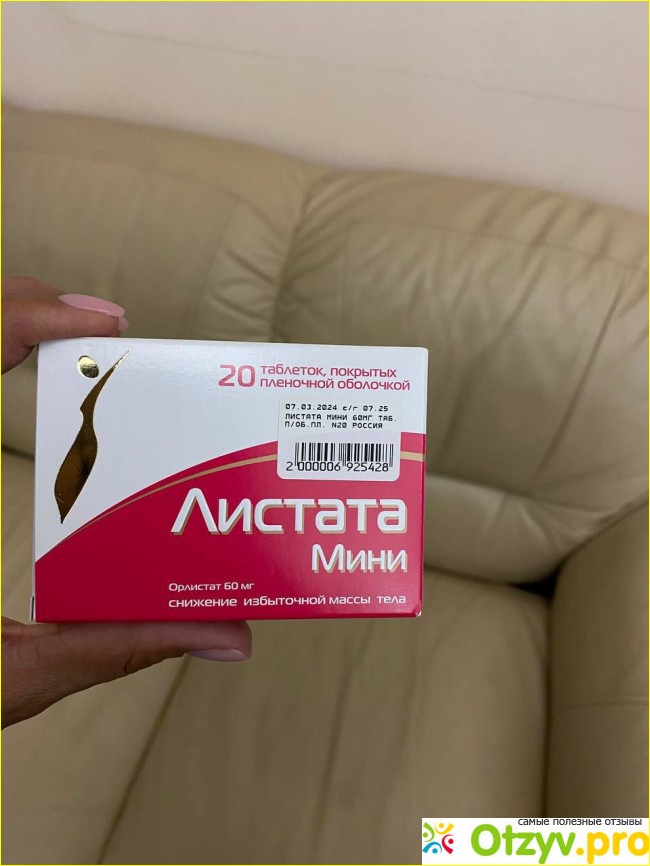 20 таблеток, покрытых
пленочной оболочкой
07.03.2024 с/г 07.25
ЛИСТАТА МИНИ 60МГ ТАБ.
П/ОБ.ПЛ. N20 РОССИЯ
2 000006 925428
Листата
Мини
Орлистат 60 мг
снижение избыточной массы тела
самые полезные отзывы
Otzyv.pro